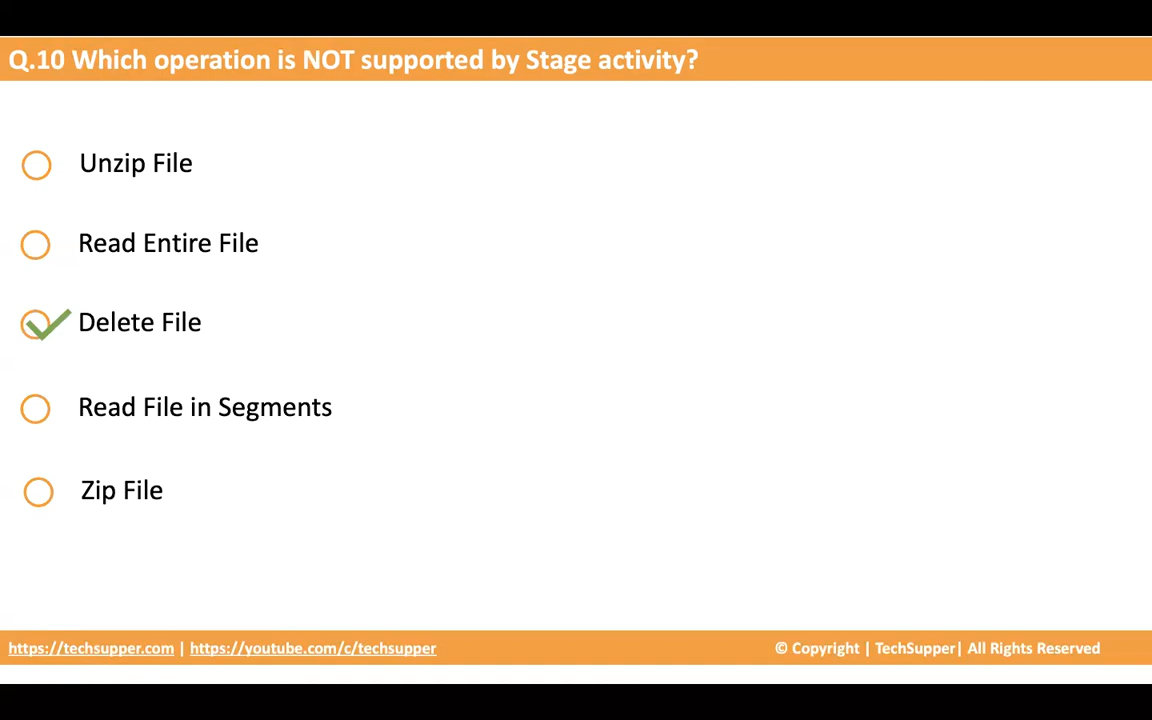 Q.10 Which operation is NOT supported by Stage activity?
Unzip File
Read Entire File
Delete File
Read File in Segments
Zip File
https://techsupper.com | https://youtube.com/c/techsupper
© Copyright | TechSupper| All Rights Reserved